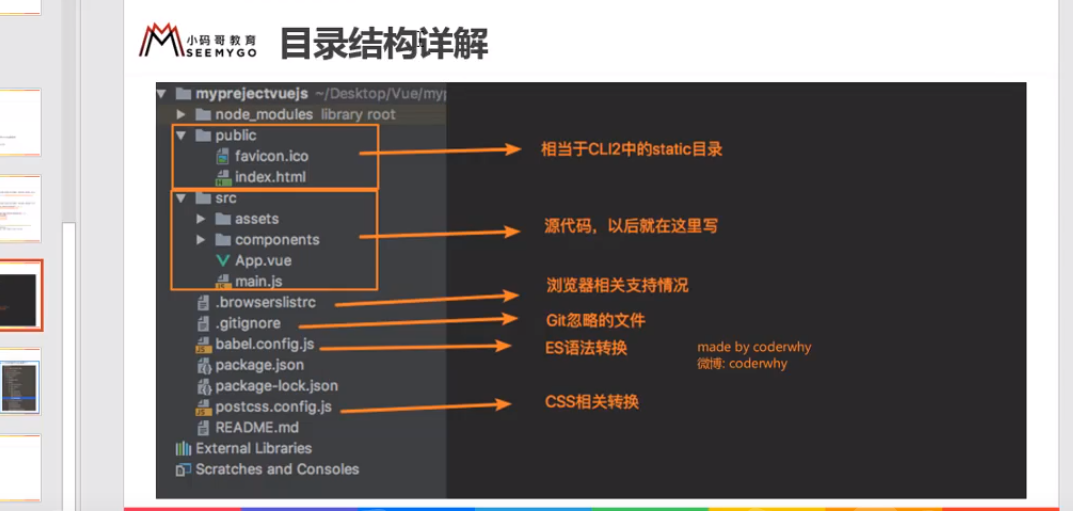 小码哥教育
SEEMYGO
目录结构详解
myprejectvuejs ~/Desktop/Vue/myp
node_modules library root
public
favicon.ico
index.html
相当于CLI2中的static目录
src
assets
components
App.vue
main.js
源代码，以后就在这里写
.browserslistrc
浏览器相关支持情况
.gitignore
Git忽略的文件
babel.config.js
ES语法转换
made by coderwhy
微博: coderwhy
package.json
package-lock.json
postcss.config.js
CSS相关转换
README.md
External Libraries
Scratches and Consoles